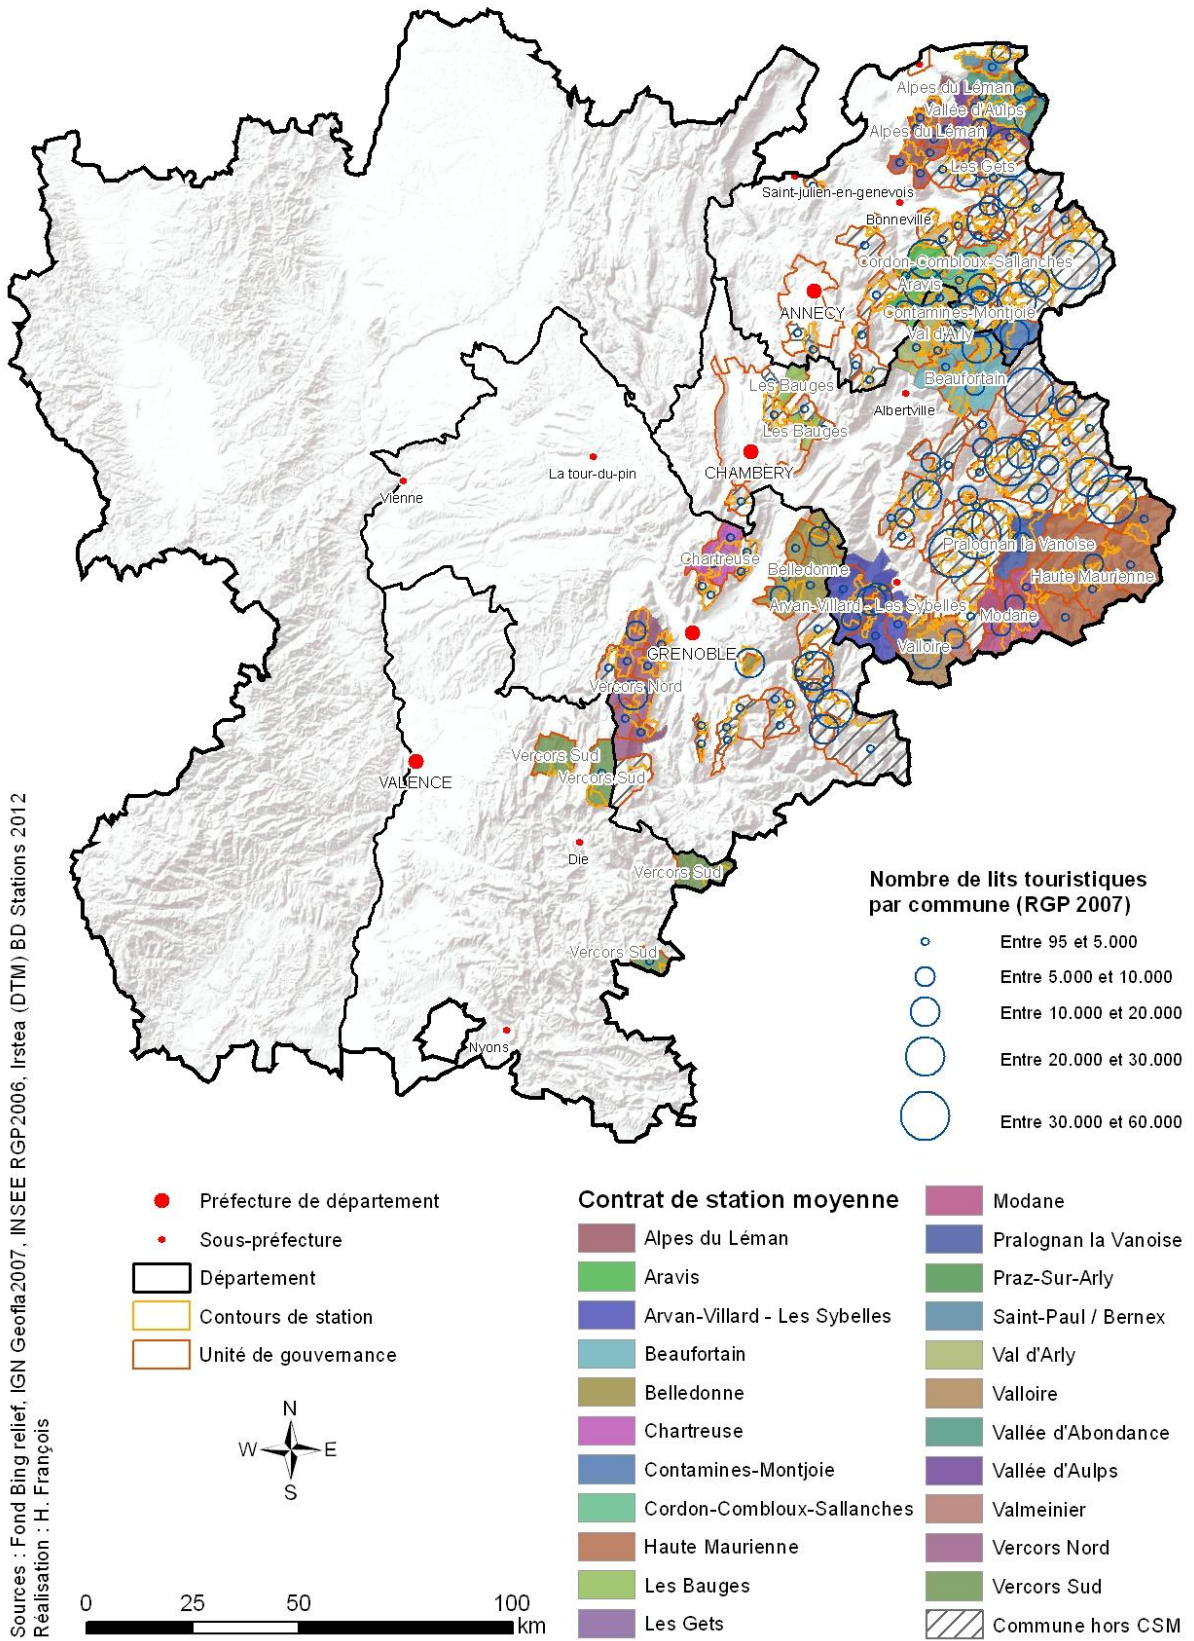 Alpes du Léman
Vallée d'Aulps
Alpes du Léman
Les Gets
Saint-julien-en-genevois
Bonneville
Cordon-Combloux-Sallanches
Aravis
ANNECY
Contamines-Montjoie
Val d'Arly
Les Bauges
Beaufortain
Albertville
Les Bauges
CHAMBÈRY
La tour-du-pin
Vienne
Pralognan la Vanoise
Chartreuse
Belledonne
Haute Maurienne
Arvan-Villard - Les Sybelles
Modane
GRENOBLE
Valloire
Vercors Nord
Vercors Sud
Vercors Sud
VALENCE
Die
Vercors Sud
Vercors Sud
Nyons
Nombre de lits touristiques
par commune (RGP 2007)
Entre 95 et 5.000
Entre 5.000 et 10.000
Entre 10.000 et 20.000
Entre 20.000 et 30.000
Entre 30.000 et 60.000
Préfecture de département
Sous-préfecture
Département
Contours de station
Unité de gouvernance
N
W E
S
0 25 50 100
km
Contrat de station moyenne
Alpes du Léman
Aravis
Arvan-Villard - Les Sybelles
Beaufortain
Belledonne
Chartreuse
Contamines-Montjoie
Cordon-Combloux-Sallanches
Haute Maurienne
Les Bauges
Les Gets
Modane
Pralognan la Vanoise
Praz-Sur-Arly
Saint-Paul / Bernex
Val d'Arly
Valloire
Vallée d'Abondance
Vallée d'Aulps
Valmeinier
Vercors Nord
Vercors Sud
Commune hors CSM
Sources : Fond Bing relief, IGN Geofla2007, INSEE RGP2006, Irstea (DTM) BD Stations 2012
Réalisation : H. François